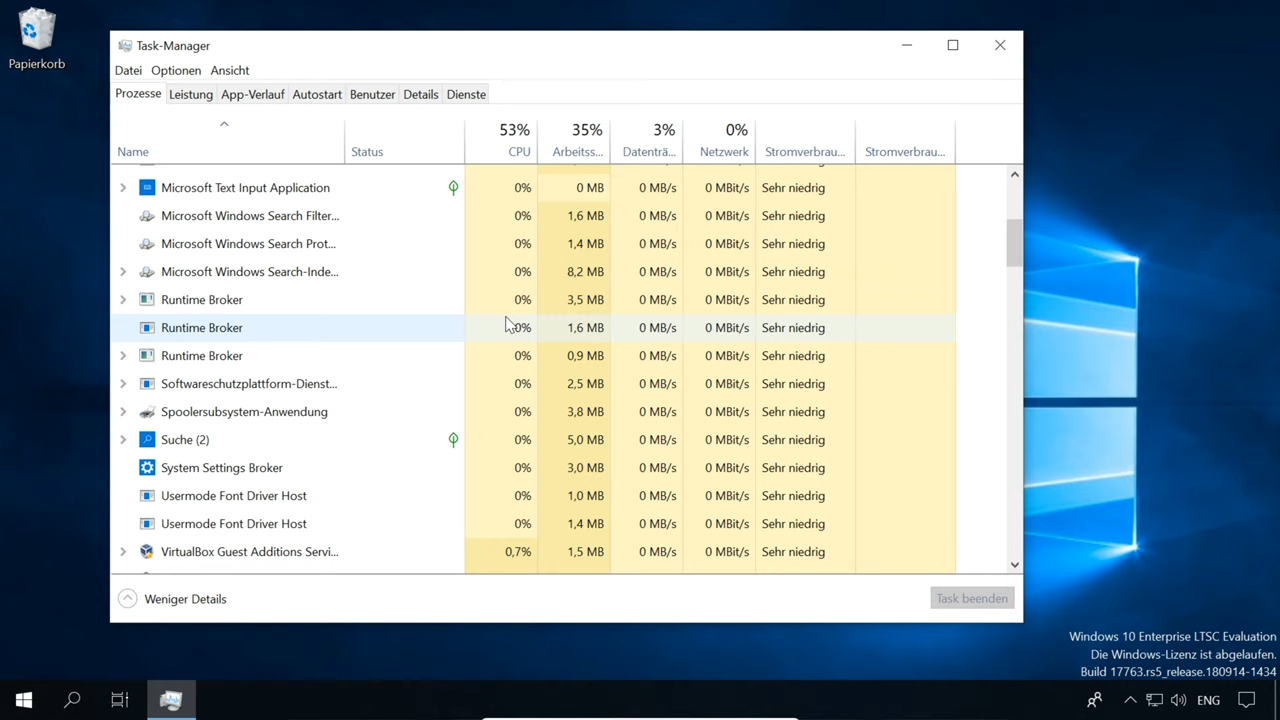 Papierkorb
Task-Manager
Datei Optionen Ansicht
Prozesse Leistung App-Verlauf Autostart Benutzer Details Dienste
53% 35% 3% 0%
Name Status CPU Arbeitss... Datenträ... Netzwerk Stromverbrau... Stromverbrau...
Microsoft Text Input Application 0% 0 MB 0 MB/s 0 MBit/s Sehr niedrig
Microsoft Windows Search Filter... 0% 1,6 MB 0 MB/s 0 MBit/s Sehr niedrig
Microsoft Windows Search Prot... 0% 1,4 MB 0 MB/s 0 MBit/s Sehr niedrig
Microsoft Windows Search-Inde... 0% 8,2 MB 0 MB/s 0 MBit/s Sehr niedrig
Runtime Broker 0% 3,5 MB 0 MB/s 0 MBit/s Sehr niedrig
Runtime Broker 0% 1,6 MB 0 MB/s 0 MBit/s Sehr niedrig
Runtime Broker 0% 0,9 MB 0 MB/s 0 MBit/s Sehr niedrig
Softwareschutzplattform-Dienst... 0% 2,5 MB 0 MB/s 0 MBit/s Sehr niedrig
Spoolersubsystem-Anwendung 0% 3,8 MB 0 MB/s 0 MBit/s Sehr niedrig
Suche (2) 0% 5,0 MB 0 MB/s 0 MBit/s Sehr niedrig
System Settings Broker 0% 3,0 MB 0 MB/s 0 MBit/s Sehr niedrig
Usermode Font Driver Host 0% 1,0 MB 0 MB/s 0 MBit/s Sehr niedrig
Usermode Font Driver Host 0% 1,4 MB 0 MB/s 0 MBit/s Sehr niedrig
VirtualBox Guest Additions Servi... 0,7% 1,5 MB 0 MB/s 0 MBit/s Sehr niedrig
Weniger Details Task beenden
Windows 10 Enterprise LTSC Evaluation
Die Windows-Lizenz ist abgelaufen.
Build 17763.rs5_release.180914-1434
ENG